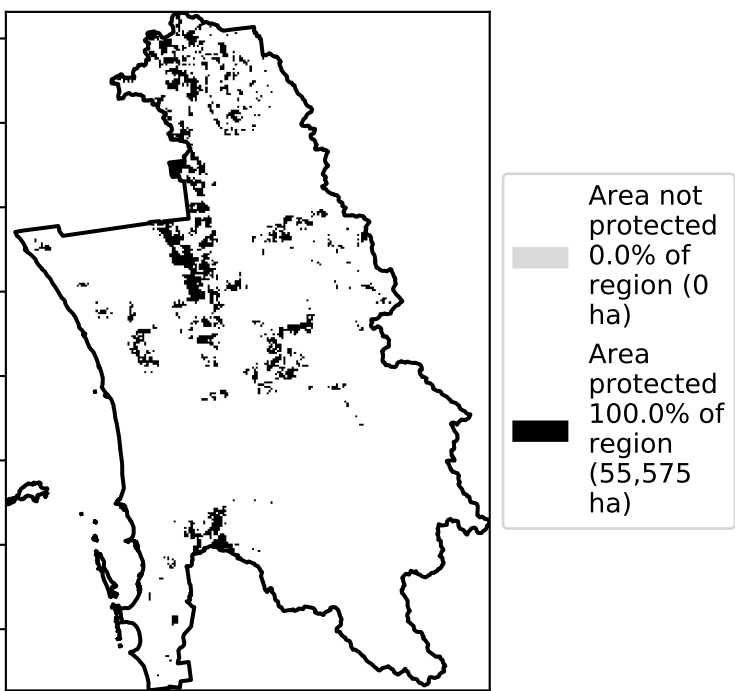 Area not
protected
0.0% of
region (0
ha)
Area
protected
100.0% of
region
(55,575
ha)